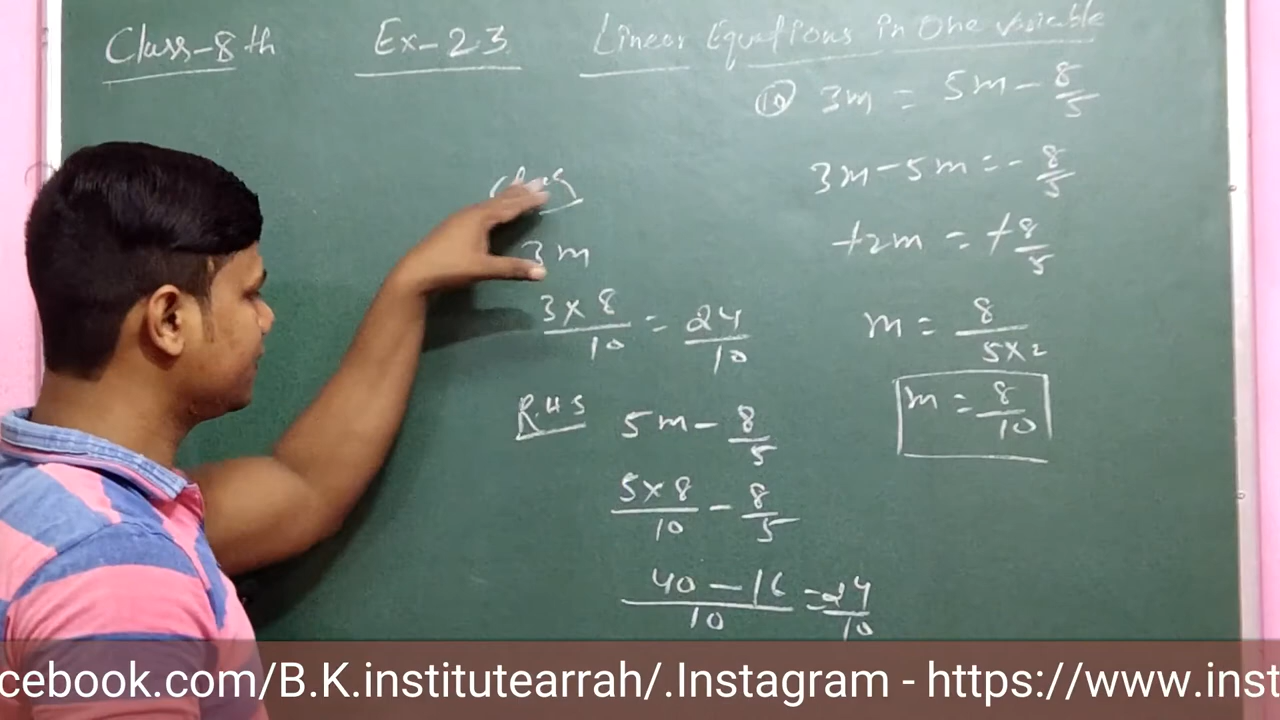 Class-8th Ex-2.3 Linear Equations in One variable
⑩ 3m = 5m - 8/5
3m - 5m = - 8/5
+2m = + 8/5
m = 8/5×2
m = 8/10
3m
3×8/10 = 24/10
R.H.S 5m - 8/5
5×8/10 - 8/5
40-16/10 = 24/10
cebook.com/B.K.institutearrah/.Instagram - https://www.inst